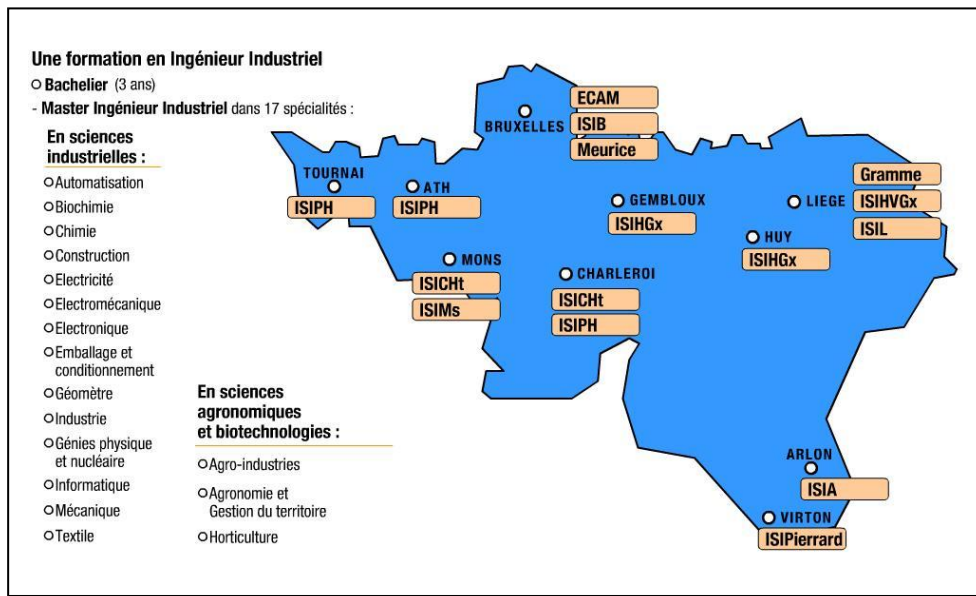 Une formation en Ingénieur Industriel
Bachelier (3 ans)
- Master Ingénieur Industriel dans 17 spécialités :
En sciences
industrielles :
Automatisation
Biochimie
Chimie
Construction
Electricité
Electromécanique
Electronique
Emballage et
conditionnement
Géomètre
Industrie
Génies physique
et nucléaire
Informatique
Mécanique
Textile
En sciences
agronomiques
et biotechnologies :
Agro-industries
Agronomie et
Gestion du territoire
Horticulture
BRUXELLES
ECAM
ISIB
Meurice
TOURNAI
ISIPH
ATH
ISIPH
GEMBLOUX
ISIHGx
LIEGE
Gramme
ISIHVGx
ISIL
HUY
ISIHGx
MONS
ISICHt
ISIMs
CHARLEROI
ISICHt
ISIPH
ARLON
ISIA
VIRTON
ISIPierrard